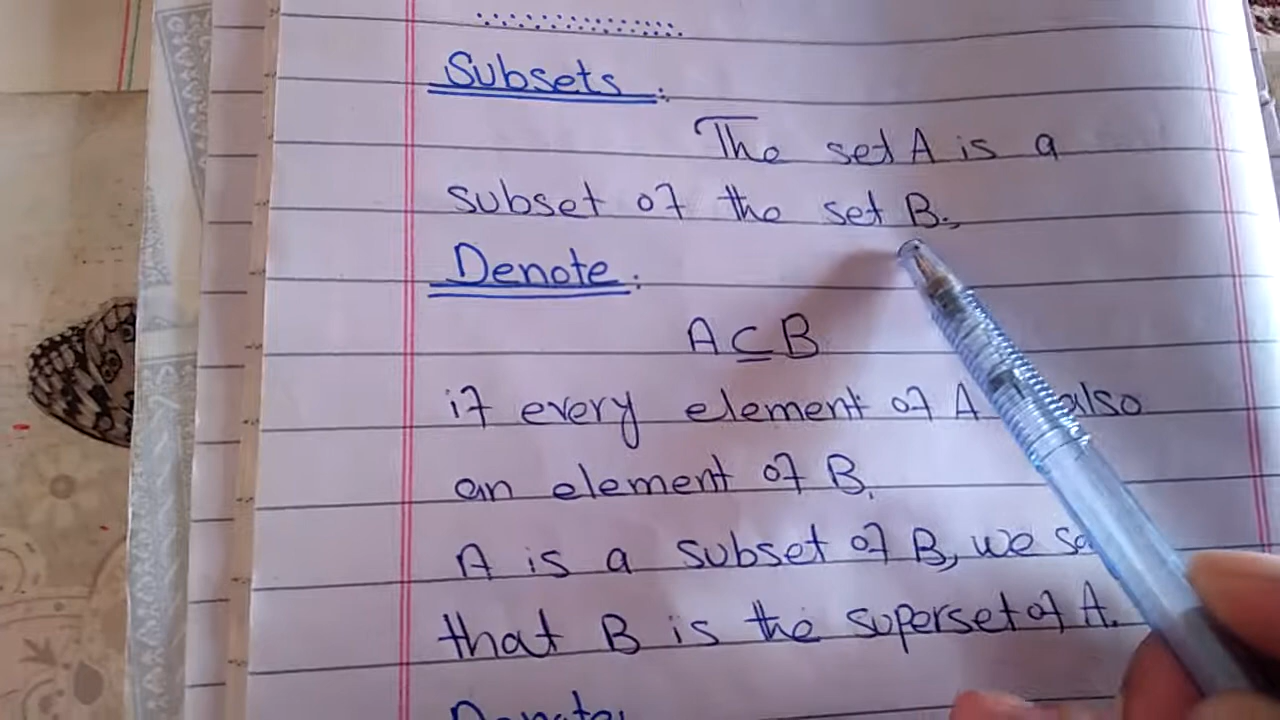 Subsets:
The set A is a
subset of the set B.,
Denote:
A ⊆ B
if every element of A also
an element of B.
A is a subset of B, we
that B is the superset of A.